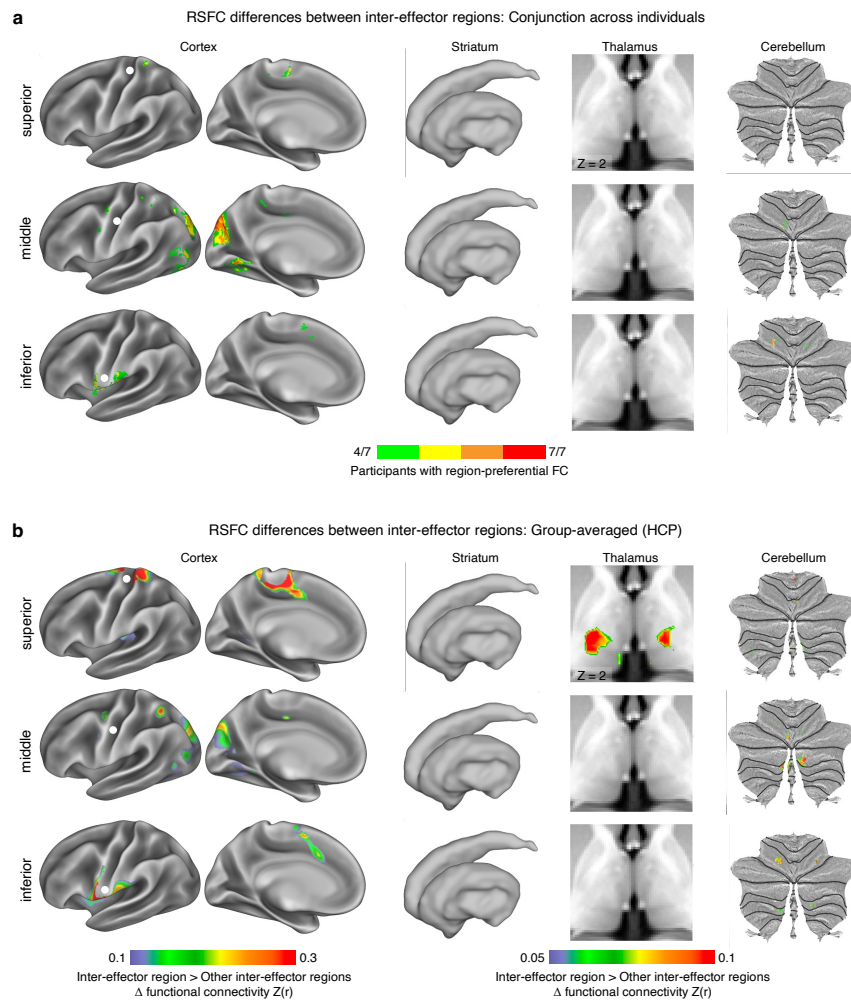 a
RSFC differences between inter-effector regions: Conjunction across individuals
Cortex Striatum Thalamus Cerebellum
superior
Z = 2
middle
inferior
4/7 7/7
Participants with region-preferential FC
b
RSFC differences between inter-effector regions: Group-averaged (HCP)
Cortex Striatum Thalamus Cerebellum
superior
Z = 2
middle
inferior
0.1 0.3 0.05 0.1
Inter-effector region > Other inter-effector regions Inter-effector region > Other inter-effector regions
Δ functional connectivity Z(r) Δ functional connectivity Z(r)